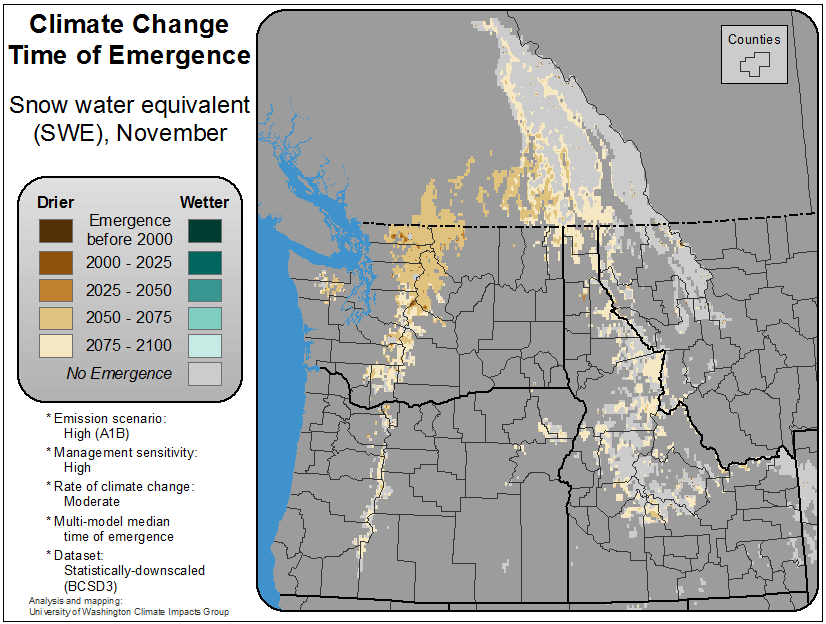 Climate Change
Time of Emergence
Snow water equivalent
(SWE), November
Counties
Drier
Wetter
Emergence
before 2000
2000 - 2025
2025 - 2050
2050 - 2075
2075 - 2100
No Emergence
* Emission scenario:
High (A1B)
* Management sensitivity:
High
* Rate of climate change:
Moderate
* Multi-model median
time of emergence
* Dataset:
Statistically-downscaled
(BCSD3)
Analysis and mapping:
University of Washington Climate Impacts Group